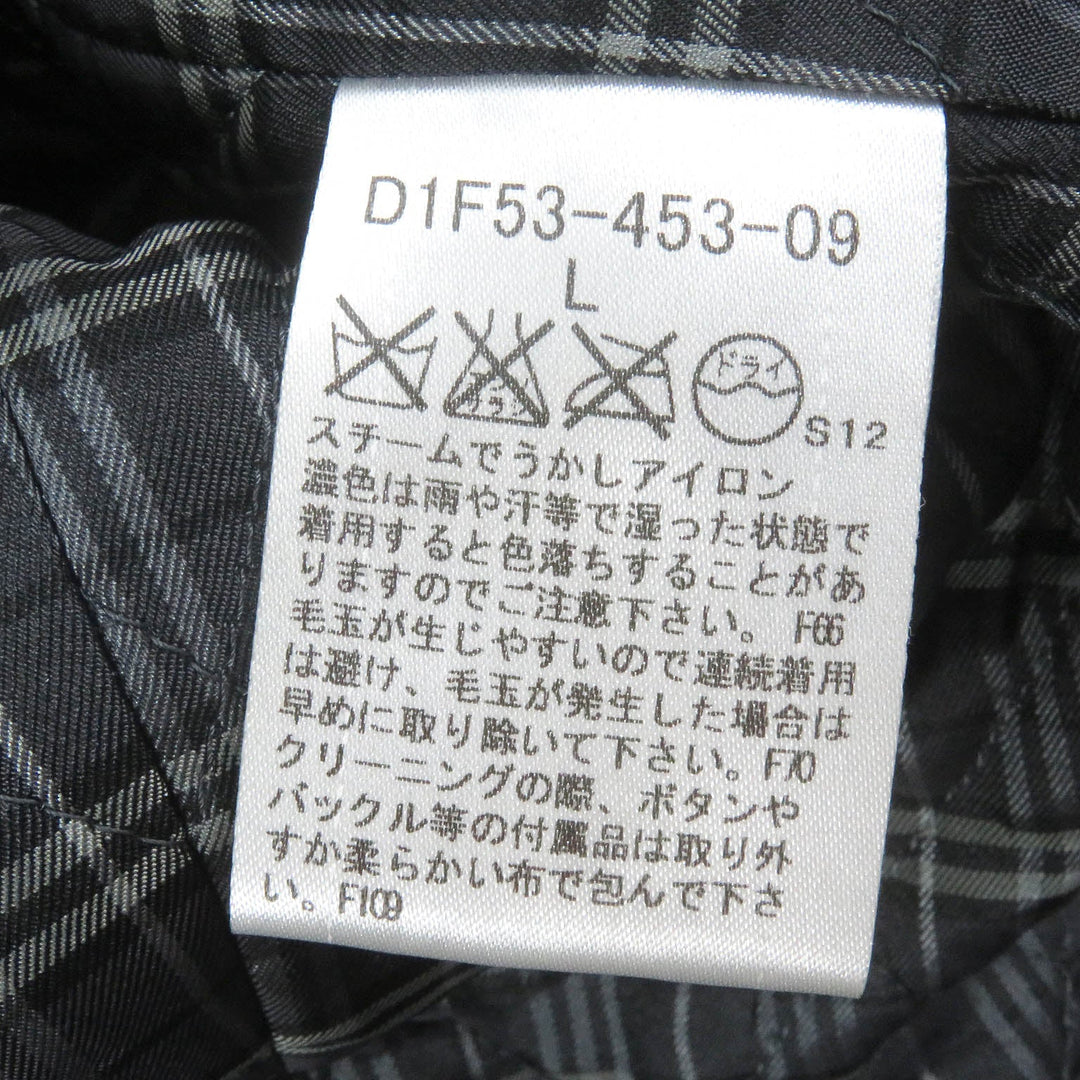 D1F53-453-09
L
エンソ
サラシ
ドライ
S12
スチームでうかしアイロン
濃色は雨や汗等で湿った状態で
着用すると色落ちすることがあ
りますのでご注意下さい。F66
毛玉が生じやすいので連続着用
は避け、毛玉が発生した場合は
早めに取り除いて下さい。F70
クリーニングの際、ボタンや
バックル等の付属品は取り外
すか柔らかい布で包んで下さ
い。F109